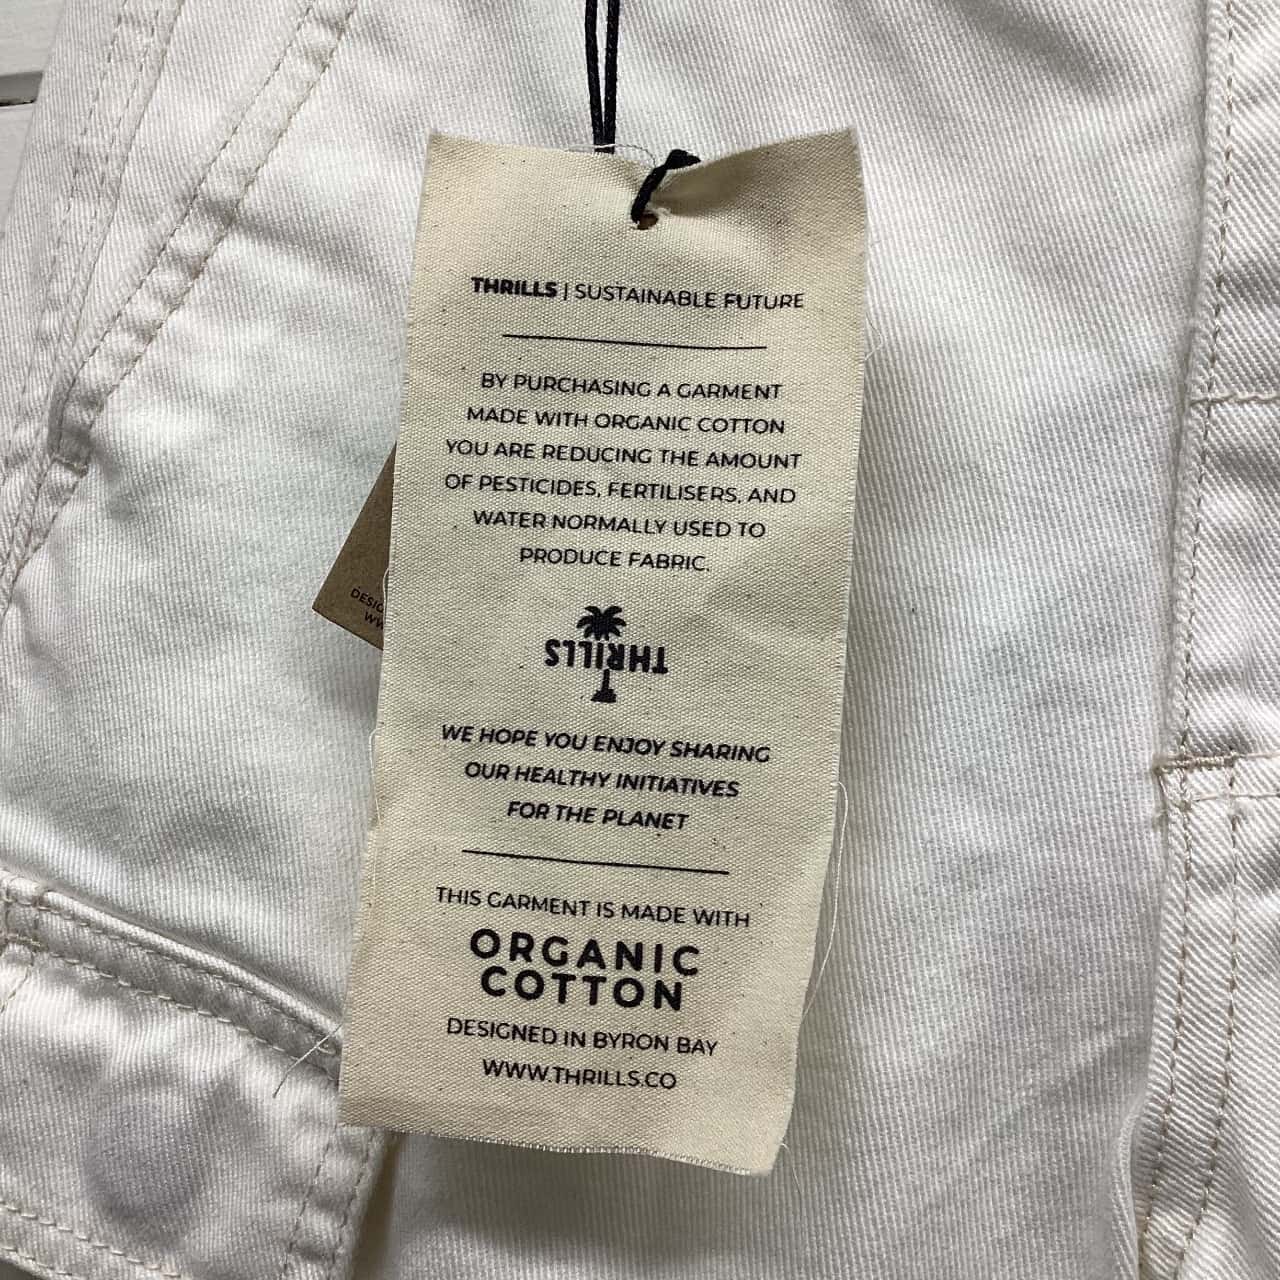 THRILLS | SUSTAINABLE FUTURE
BY PURCHASING A GARMENT
MADE WITH ORGANIC COTTON
YOU ARE REDUCING THE AMOUNT
OF PESTICIDES, FERTILISERS, AND
WATER NORMALLY USED TO
PRODUCE FABRIC.
THRILLS
WE HOPE YOU ENJOY SHARING
OUR HEALTHY INITIATIVES
FOR THE PLANET
THIS GARMENT IS MADE WITH
ORGANIC
COTTON
DESIGNED IN BYRON BAY
WWW.THRILLS.CO